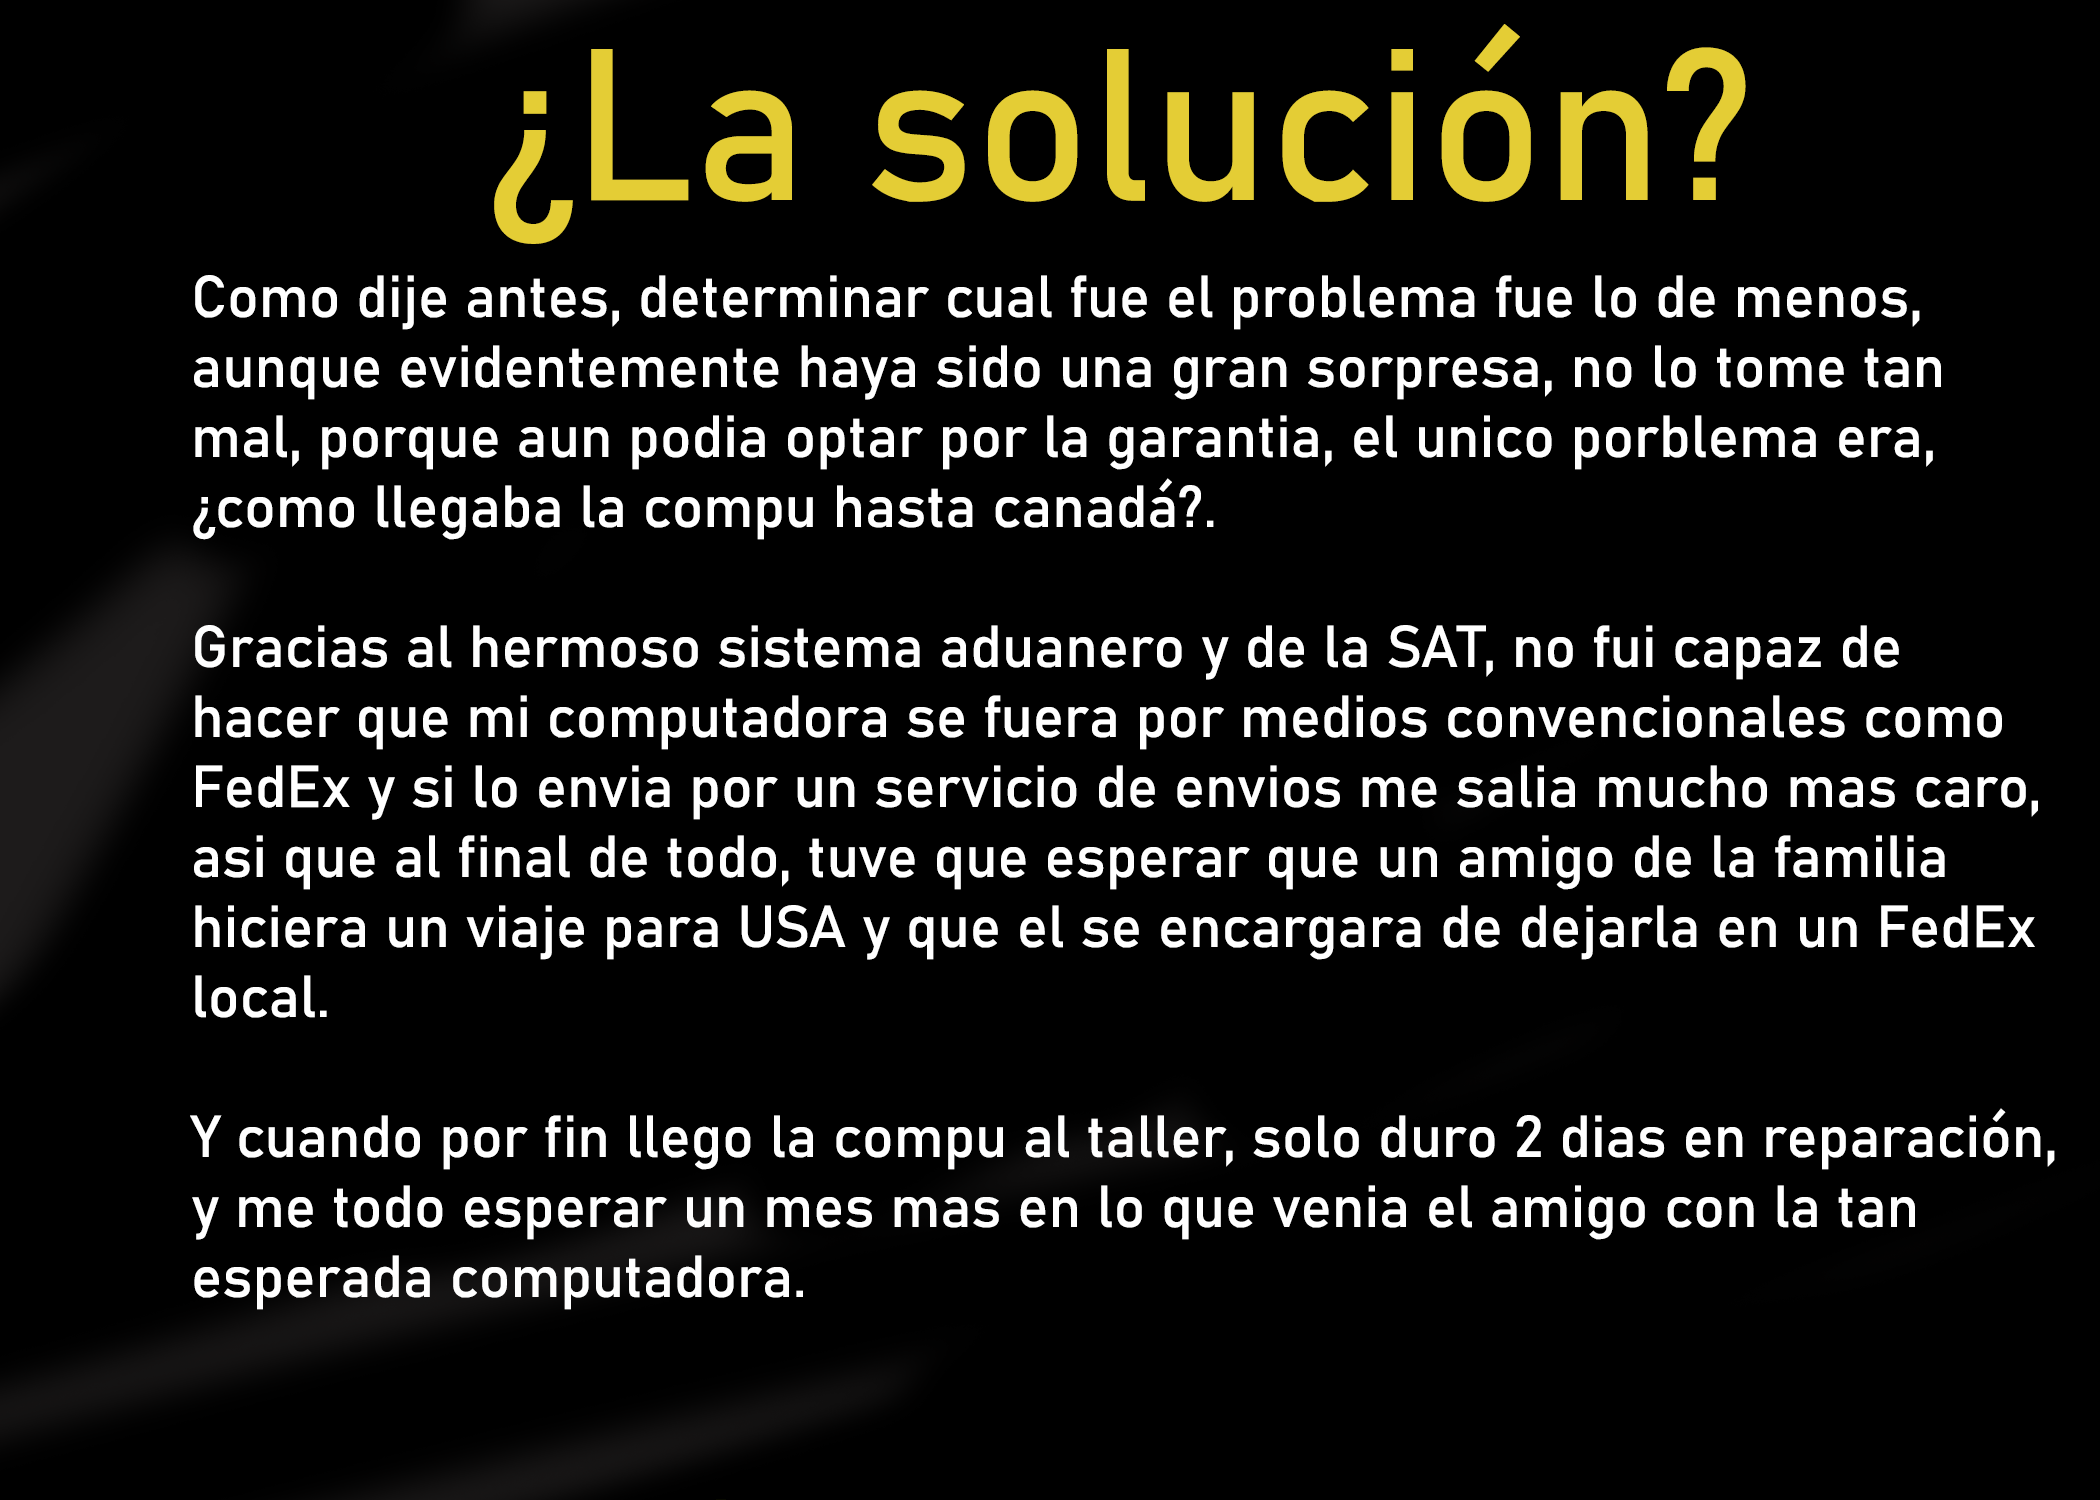 ¿La solución?
Como dije antes, determinar cual fue el problema fue lo de menos,
aunque evidentemente haya sido una gran sorpresa, no lo tome tan
mal, porque aun podia optar por la garantia, el unico porblema era,
¿como llegaba la compu hasta canadá?.
Gracias al hermoso sistema aduanero y de la SAT, no fui capaz de
hacer que mi computadora se fuera por medios convencionales como
FedEx y si lo envia por un servicio de envios me salia mucho mas caro,
asi que al final de todo, tuve que esperar que un amigo de la familia
hiciera un viaje para USA y que el se encargara de dejarla en un FedEx
local.
Y cuando por fin llego la compu al taller, solo duro 2 dias en reparación,
y me todo esperar un mes mas en lo que venia el amigo con la tan
esperada computadora.